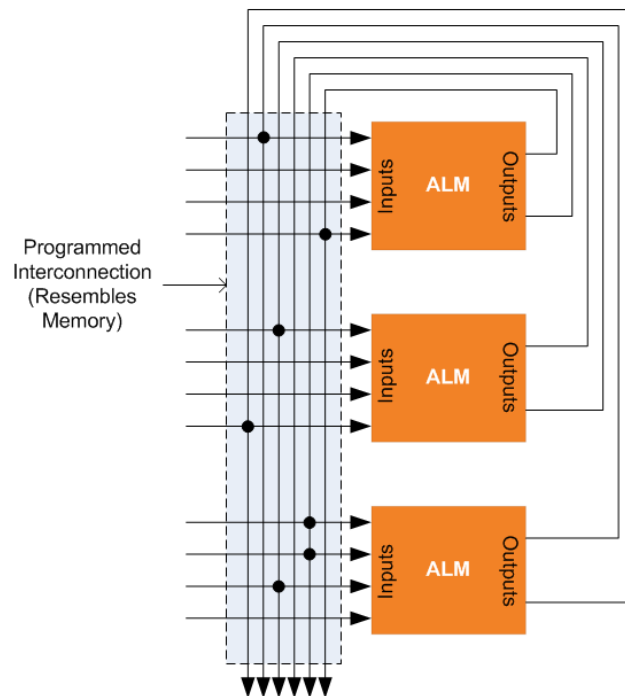 Inputs
ALM
Outputs
Programmed
Interconnection
(Resembles
Memory)
Inputs
ALM
Outputs
Inputs
ALM
Outputs